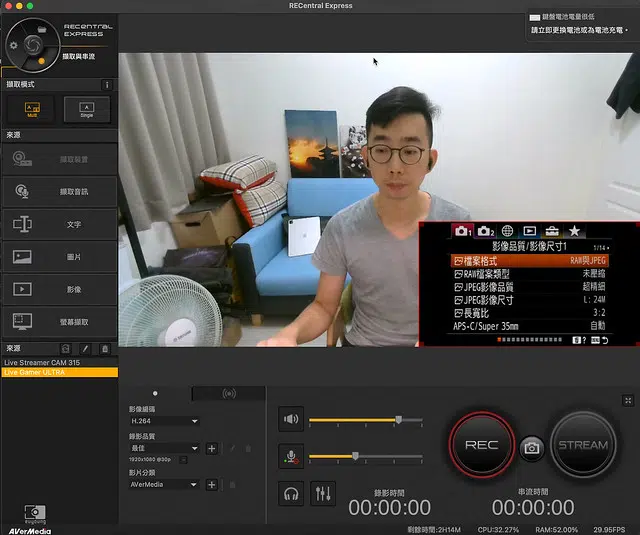 RECentral Express
RECENTRAL
EXPRESS
擷取與串流
鍵盤電池電量很低
請立即更換電池或為電池充電。
擷取模式
Multi
Single
來源
擷取裝置
擷取音訊
文字
圖片
影像
螢幕擷取
來源
Live Streamer CAM 315
Live Gamer ULTRA
1
2
影像品質/影像尺寸1
1/14
檔案格式
RAW與JPEG
RAW檔案類型
未壓縮
JPEG影像品質
超精細
JPEG影像尺寸
L: 24M
長寬比
3:2
APS-C/Super 35mm
自動
?
MENU
影像編碼
H.264
錄影品質
最佳
1920x1080 @30p
影片分類
AVerMedia
REC
STREAM
錄影時間
00:00:00
串流時間
00:00:00
AVerMedia
剩餘時間:2H14M
CPU:32.27%
RAM:52.00%
29.95FPS